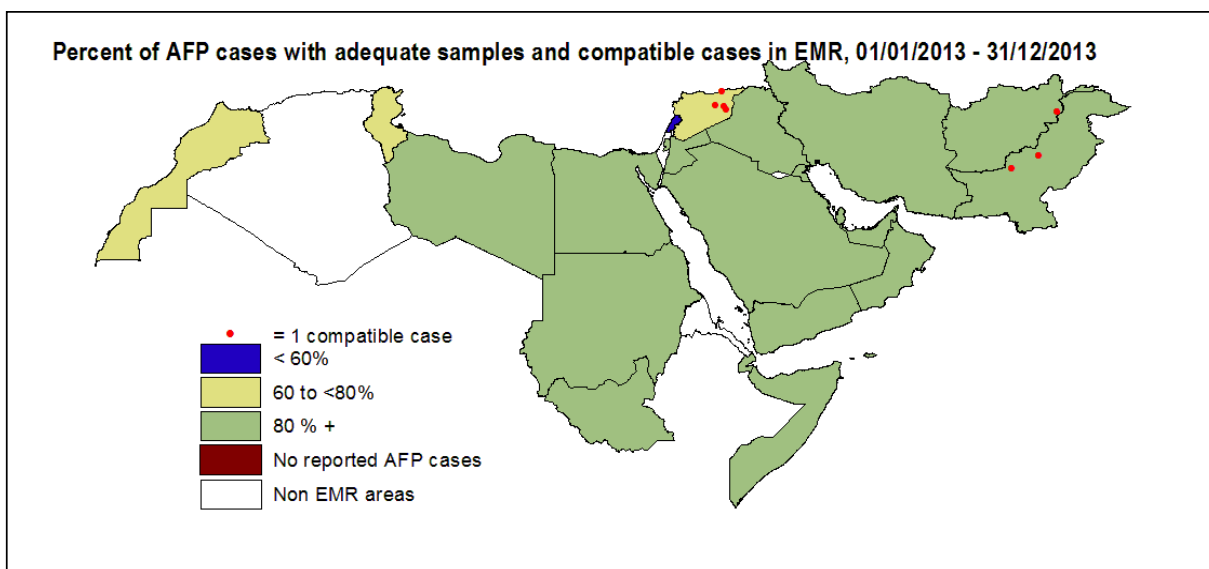 Percent of AFP cases with adequate samples and compatible cases in EMR, 01/01/2013 - 31/12/2013
= 1 compatible case
< 60%
60 to <80%
80 % +
No reported AFP cases
Non EMR areas